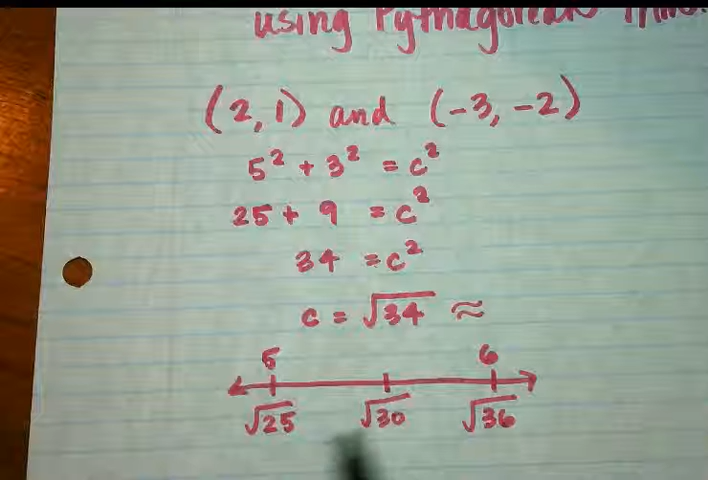 using Pythagorean
(2,1) and (-3,-2)
5² + 3² = c²
25 + 9 = c²
34 = c²
c = √34 ≈
5 6
√25 √30 √36